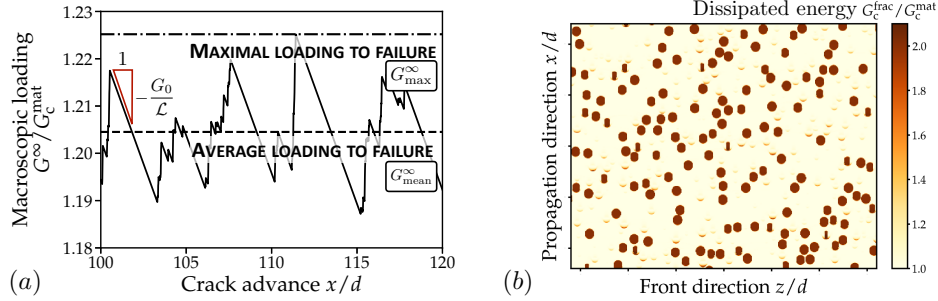 Macroscopic loading
G^∞/G_c^mat
1.23
1.22
1.21
1.20
1.19
1.18
100
105
110
115
120
Crack advance x/d
(a)
1
-G_0/ℒ
MAXIMAL LOADING TO FAILURE
G_max^∞
AVERAGE LOADING TO FAILURE
G_mean^∞
Dissipated energy G_c^frac/G_c^mat
Propagation direction x/d
Front direction z/d
(b)
2.0
1.8
1.6
1.4
1.2
1.0